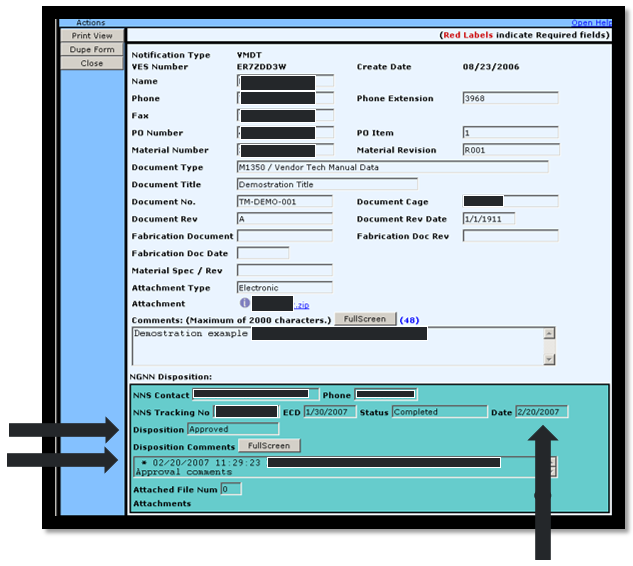 Actions Open Help
Print View (Red Labels indicate Required fields)
Dupe Form
Close
Notification Type VMDT
VES Number ER7ZDD3W Create Date 08/23/2006
Name
Phone Phone Extension 3968
Fax
PO Number PO Item 1
Material Number Material Revision R001
Document Type M1350 / Vendor Tech Manual Data
Document Title Demostration Title
Document No. TM-DEMO-001 Document Cage
Document Rev A Document Rev Date 1/1/1911
Fabrication Document Fabrication Doc Rev
Fabrication Doc Date
Material Spec / Rev
Attachment Type Electronic
Attachment .zip
Comments: (Maximum of 2000 characters.) FullScreen (48)
Demostration example
NGNN Disposition:
NNS Contact Phone
NNS Tracking No ECD 1/30/2007 Status Completed Date 2/20/2007
Disposition Approved
Disposition Comments FullScreen
* 02/20/2007 11:29:23
Approval comments
Attached File Num 0
Attachments